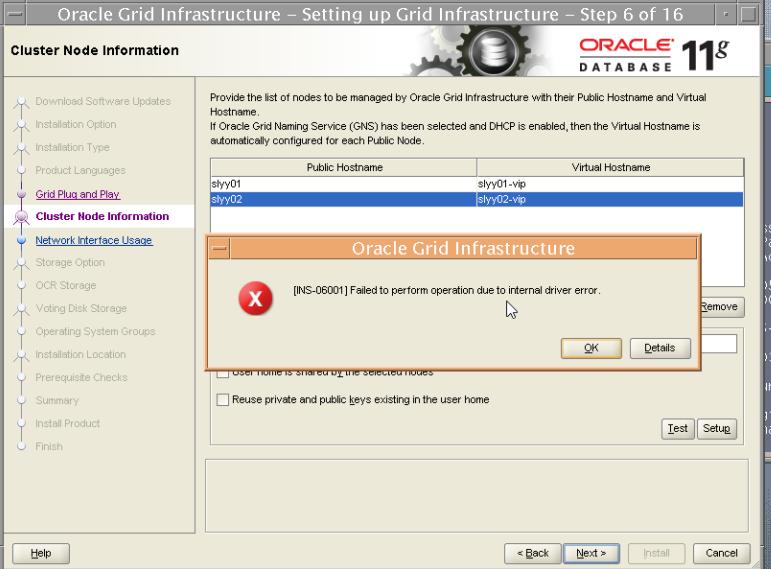 Oracle Grid Infrastructure – Setting up Grid Infrastructure – Step 6 of 16
Cluster Node Information
ORACLE 11g
DATABASE
Download Software Updates
Installation Option
Installation Type
Product Languages
Grid Plug and Play
Cluster Node Information
Network Interface Usage
Storage Option
OCR Storage
Voting Disk Storage
Operating System Groups
Installation Location
Prerequisite Checks
Summary
Install Product
Finish
Provide the list of nodes to be managed by Oracle Grid Infrastructure with their Public Hostname and Virtual
Hostname.
If Oracle Grid Naming Service (GNS) has been selected and DHCP is enabled, then the Virtual Hostname is
automatically configured for each Public Node.
Public Hostname Virtual Hostname
slyy01 slyy01-vip
slyy02 slyy02-vip
Oracle Grid Infrastructure
[INS-06001] Failed to perform operation due to internal driver error.
OK Details
Remove
User home is shared by the selected nodes
Reuse private and public keys existing in the user home
Test Setup
Help < Back Next > Install Cancel